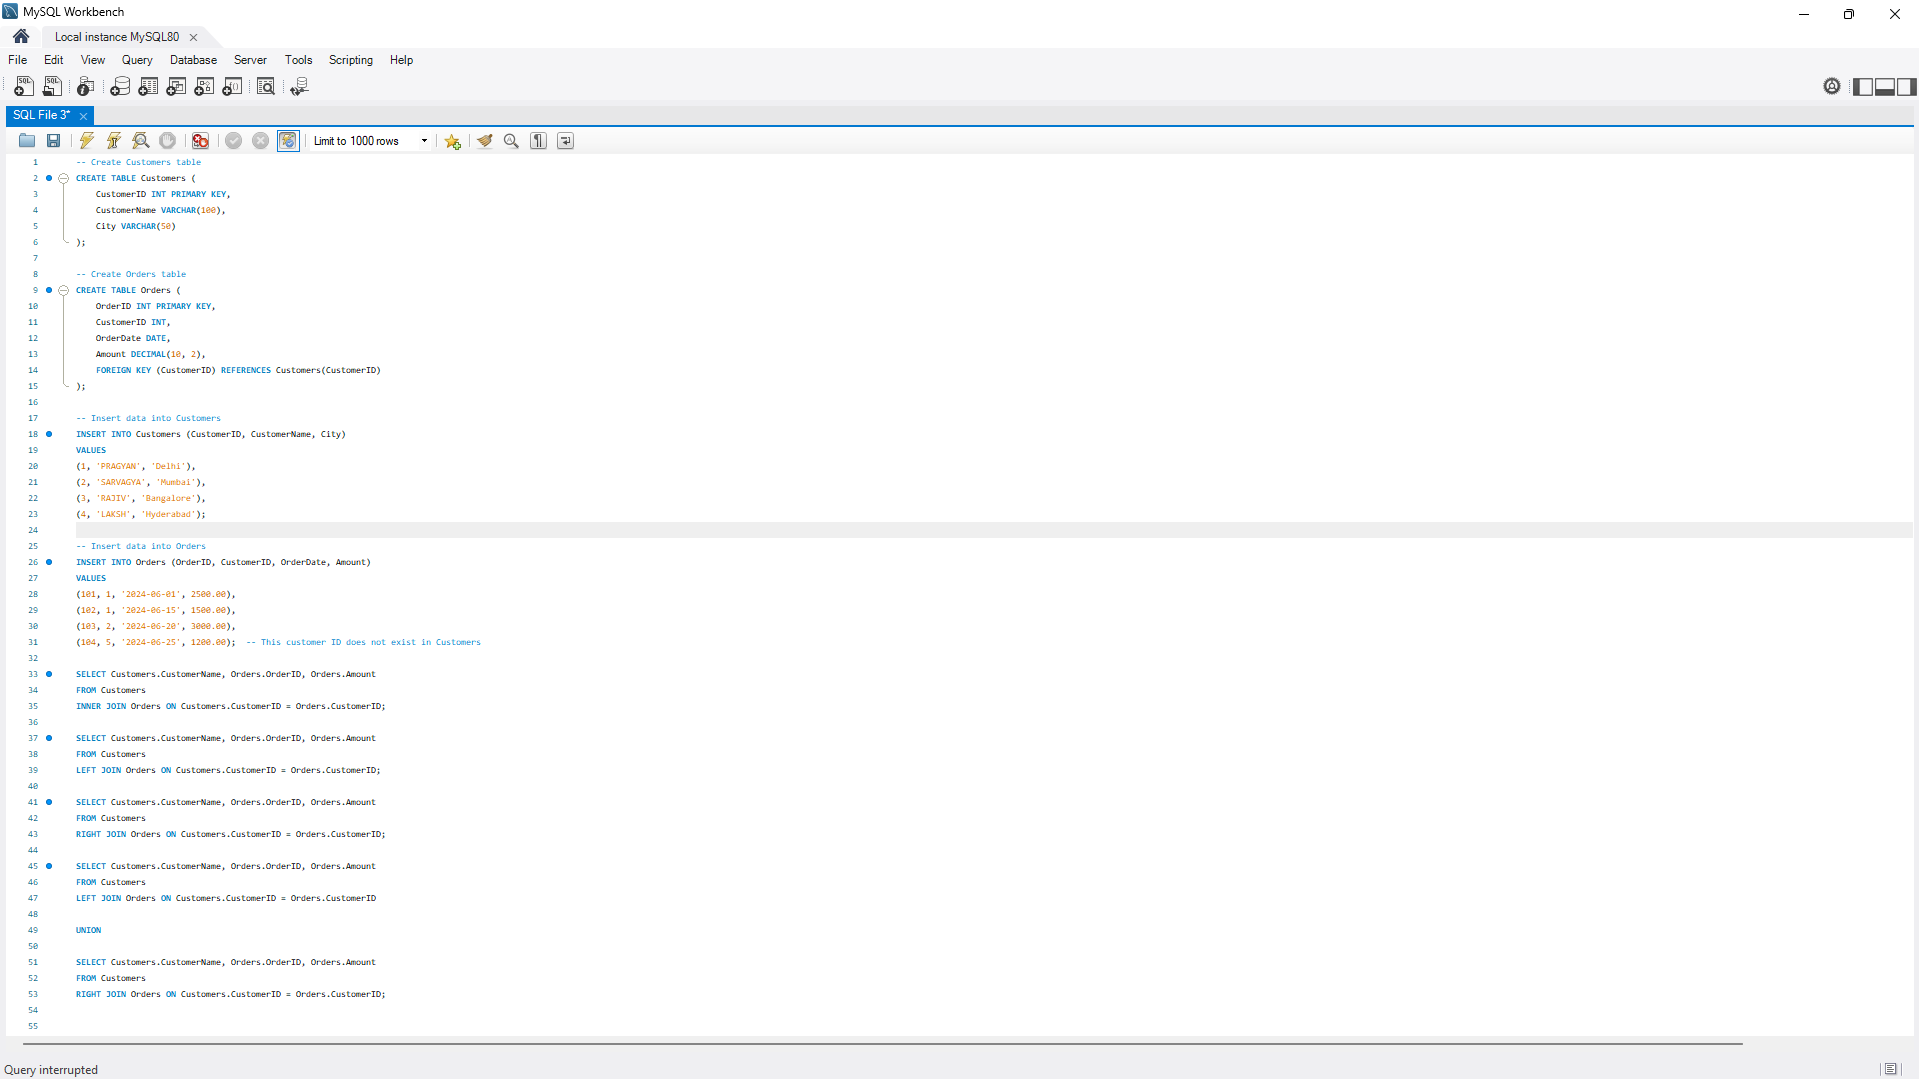 MySQL Workbench
Local instance MySQL80
File Edit View Query Database Server Tools Scripting Help
SQL File 3*
Limit to 1000 rows
1 -- Create Customers table
2 CREATE TABLE Customers (
3 CustomerID INT PRIMARY KEY,
4 CustomerName VARCHAR(100),
5 City VARCHAR(50)
6 );
7
8 -- Create Orders table
9 CREATE TABLE Orders (
10 OrderID INT PRIMARY KEY,
11 CustomerID INT,
12 OrderDate DATE,
13 Amount DECIMAL(10, 2),
14 FOREIGN KEY (CustomerID) REFERENCES Customers(CustomerID)
15 );
16
17 -- Insert data into Customers
18 INSERT INTO Customers (CustomerID, CustomerName, City)
19 VALUES
20 (1, 'PRAGYAN', 'Delhi'),
21 (2, 'SARVAGYA', 'Mumbai'),
22 (3, 'RAJIV', 'Bangalore'),
23 (4, 'LAKSH', 'Hyderabad');
24
25 -- Insert data into Orders
26 INSERT INTO Orders (OrderID, CustomerID, OrderDate, Amount)
27 VALUES
28 (101, 1, '2024-06-01', 2500.00),
29 (102, 1, '2024-06-15', 1500.00),
30 (103, 2, '2024-06-20', 3000.00),
31 (104, 5, '2024-06-25', 1200.00); -- This customer ID does not exist in Customers
32
33 SELECT Customers.CustomerName, Orders.OrderID, Orders.Amount
34 FROM Customers
35 INNER JOIN Orders ON Customers.CustomerID = Orders.CustomerID;
36
37 SELECT Customers.CustomerName, Orders.OrderID, Orders.Amount
38 FROM Customers
39 LEFT JOIN Orders ON Customers.CustomerID = Orders.CustomerID;
40
41 SELECT Customers.CustomerName, Orders.OrderID, Orders.Amount
42 FROM Customers
43 RIGHT JOIN Orders ON Customers.CustomerID = Orders.CustomerID;
44
45 SELECT Customers.CustomerName, Orders.OrderID, Orders.Amount
46 FROM Customers
47 LEFT JOIN Orders ON Customers.CustomerID = Orders.CustomerID
48
49 UNION
50
51 SELECT Customers.CustomerName, Orders.OrderID, Orders.Amount
52 FROM Customers
53 RIGHT JOIN Orders ON Customers.CustomerID = Orders.CustomerID;
54
55
Query interrupted